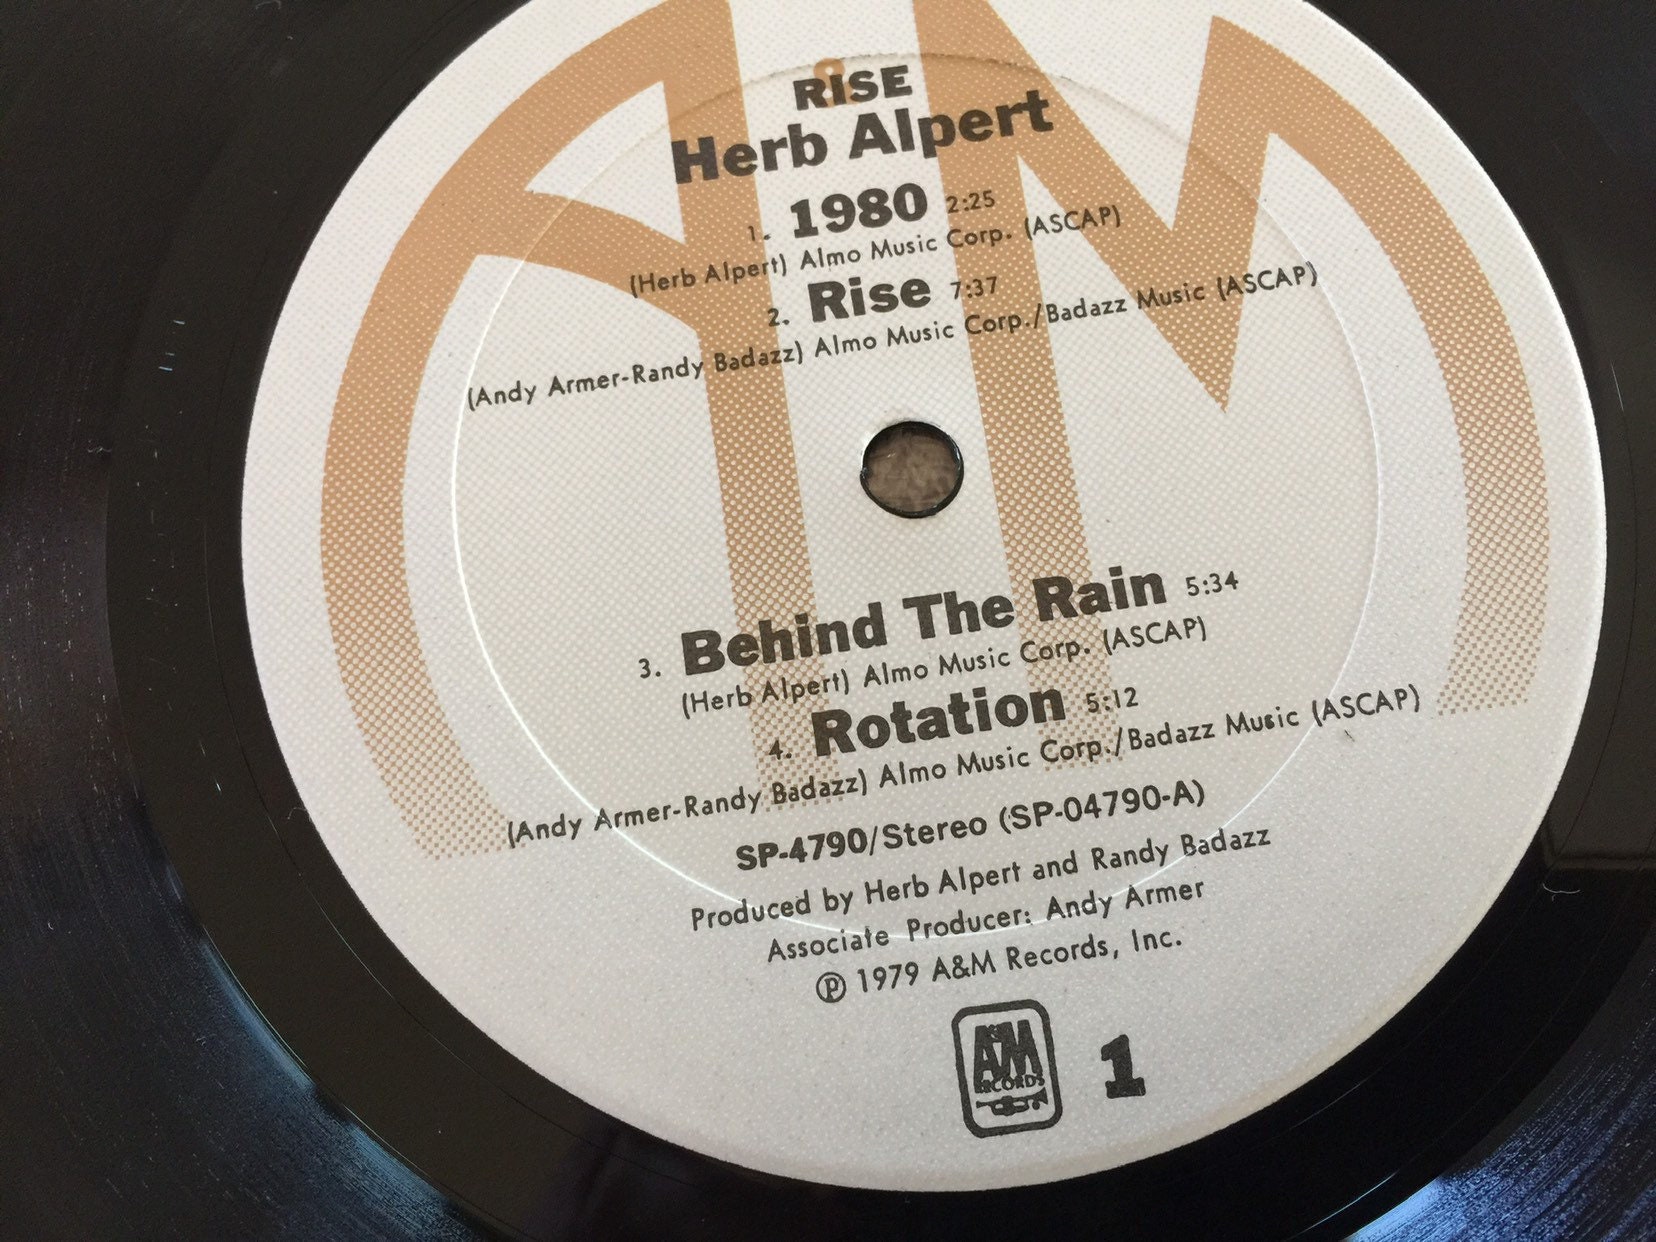 RISE
Herb Alpert
1. 1980 2:25
(Herb Alpert) Almo Music Corp. (ASCAP)
2. Rise 7:37
(Andy Armer-Randy Badazz) Almo Music Corp./Badazz Music (ASCAP)
3. Behind The Rain 5:34
(Herb Alpert) Almo Music Corp. (ASCAP)
4. Rotation 5:12
(Andy Armer-Randy Badazz) Almo Music Corp./Badazz Music (ASCAP)
SP-4790/Stereo (SP-04790-A)
Produced by Herb Alpert and Randy Badazz
Associate Producer: Andy Armer
℗ 1979 A&M Records, Inc.
A&M
RECORDS
1